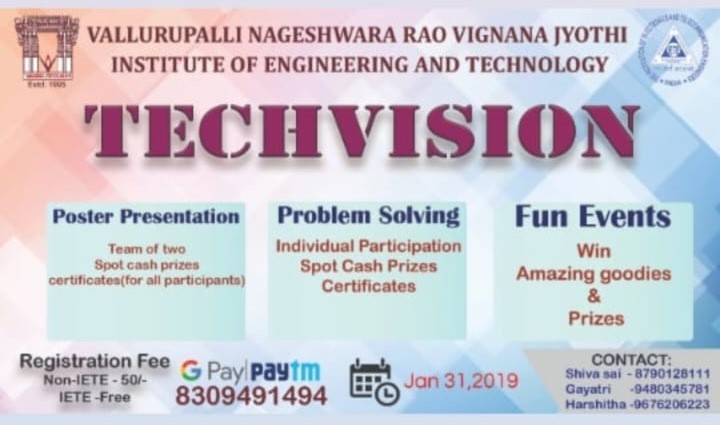 VALLURUPALLI NAGESHWARA RAO VIGNANA JYOTHI
INSTITUTE OF ENGINEERING AND TECHNOLOGY
Estd. 1995
TECHVISION
Poster Presentation
Team of two
Spot cash prizes
certificates(for all participants)
Problem Solving
Individual Participation
Spot Cash Prizes
Certificates
Fun Events
Win
Amazing goodies
&
Prizes
Registration Fee
Non-IETE - 50/-
IETE -Free
G Pay| paytm
8309491494
Jan 31,2019
CONTACT:
Shiva sai - 8790128111
Gayatri -9480345781
Harshitha -9676206223